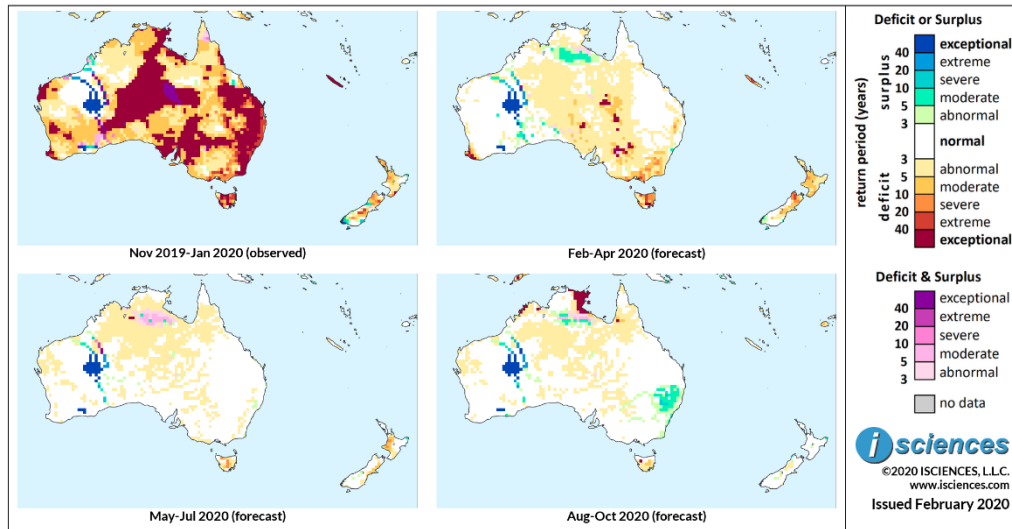 Nov 2019-Jan 2020 (observed)
Feb-Apr 2020 (forecast)
May-Jul 2020 (forecast)
Aug-Oct 2020 (forecast)
Deficit or Surplus
return period (years)
surplus
deficit
exceptional
40
extreme
20
severe
10
moderate
5
abnormal
3
normal
3
abnormal
5
moderate
10
severe
20
extreme
40
exceptional
Deficit & Surplus
exceptional
40
extreme
20
severe
10
moderate
5
abnormal
3
no data
i sciences
©2020 ISCIENCES, L.L.C.
www.isciences.com
Issued February 2020